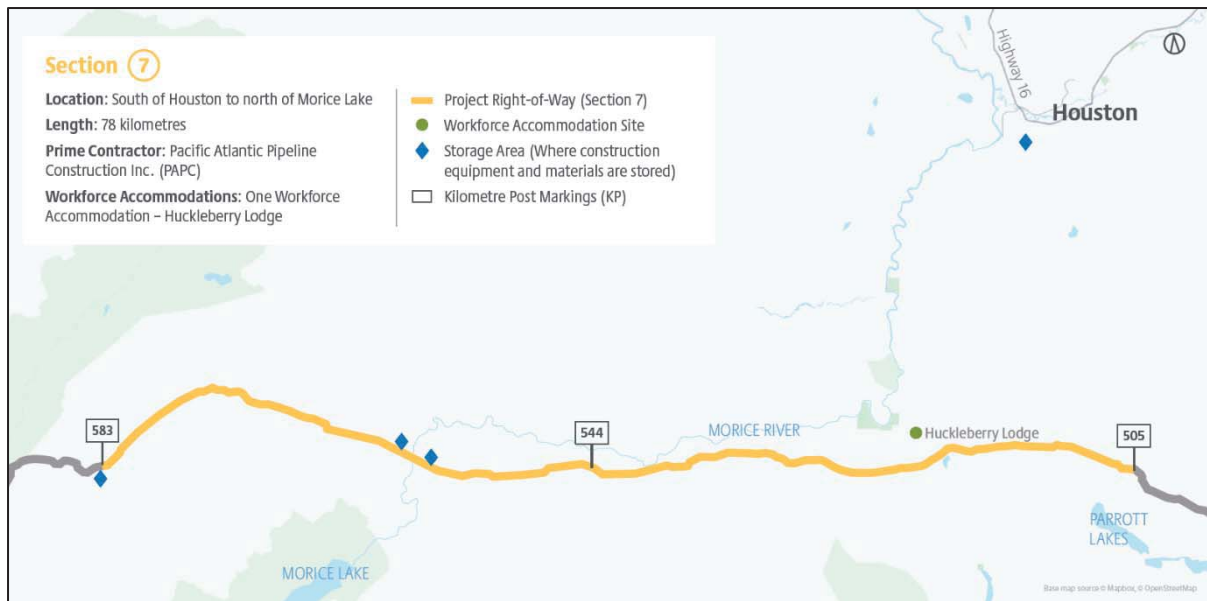 Section 7
Location: South of Houston to north of Morice Lake
Length: 78 kilometres
Prime Contractor: Pacific Atlantic Pipeline
Construction Inc. (PAPC)
Workforce Accommodations: One Workforce
Accommodation – Huckleberry Lodge
Project Right-of-Way (Section 7)
Workforce Accommodation Site
Storage Area (Where construction
equipment and materials are stored)
Kilometre Post Markings (KP)
Highway 16
Houston
583
544
MORICE RIVER
Huckleberry Lodge
505
PARROTT
LAKES
MORICE LAKE
Base map source © Mapbox, © OpenStreetMap